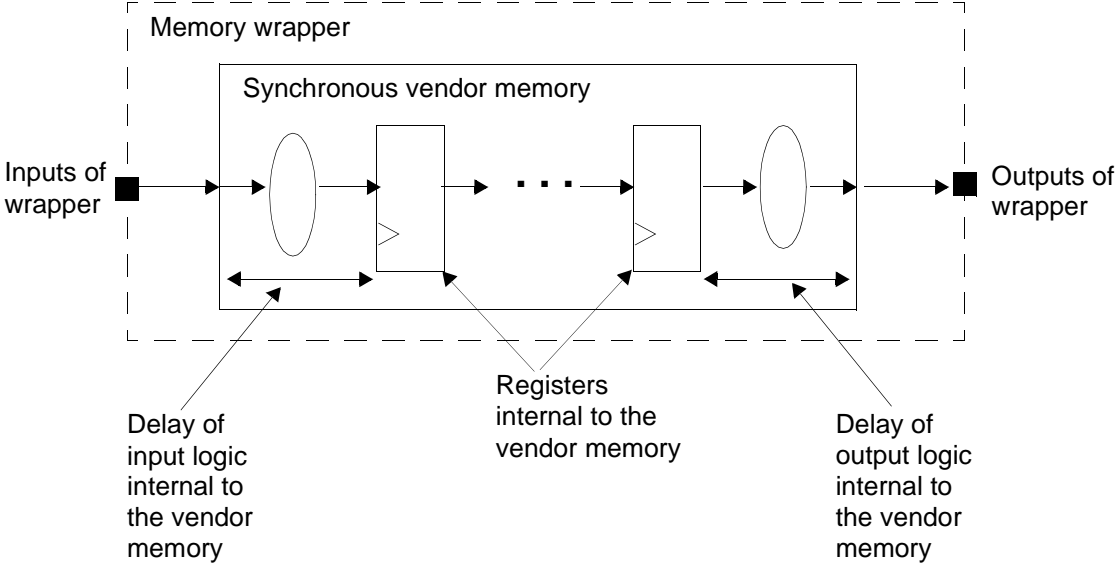 Memory wrapper
Synchronous vendor memory
Inputs of
wrapper
. . .
Outputs of
wrapper
Registers
internal to the
vendor memory
Delay of
input logic
internal to
the vendor
memory
Delay of
output logic
internal to
the vendor
memory